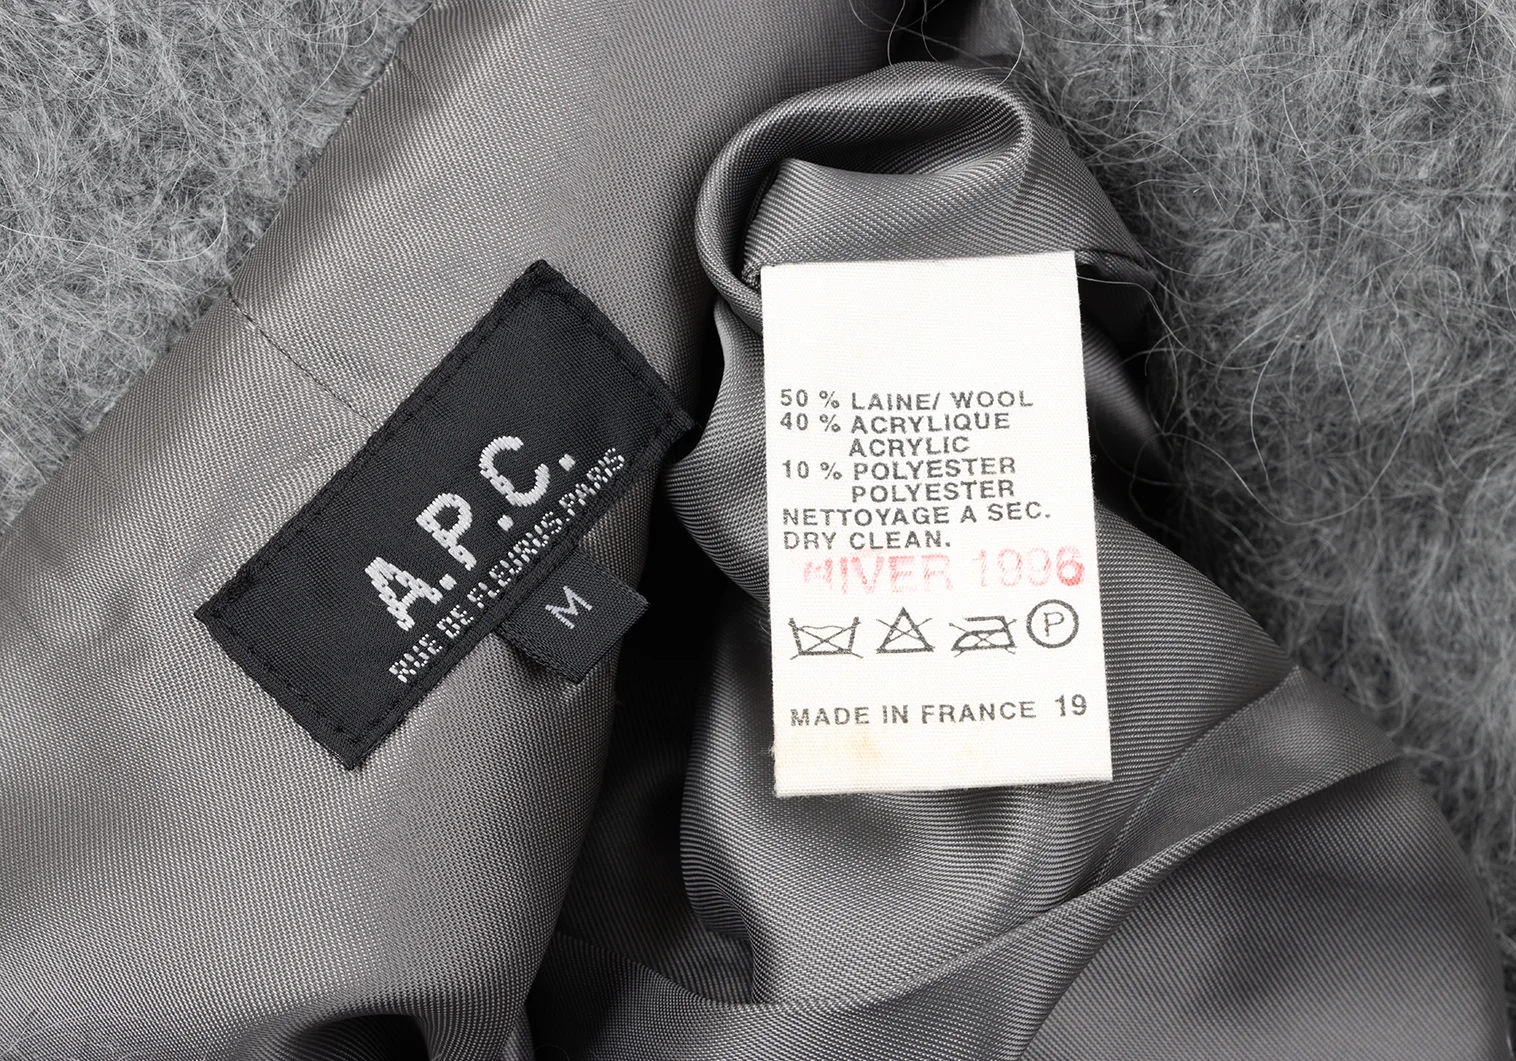 A.P.C.
RUE DE FLEURUS.PARIS
M
50 % LAINE/ WOOL
40 % ACRYLIQUE
ACRYLIC
10 % POLYESTER
POLYESTER
NETTOYAGE A SEC.
DRY CLEAN.
HIVER 1996
P
MADE IN FRANCE 19